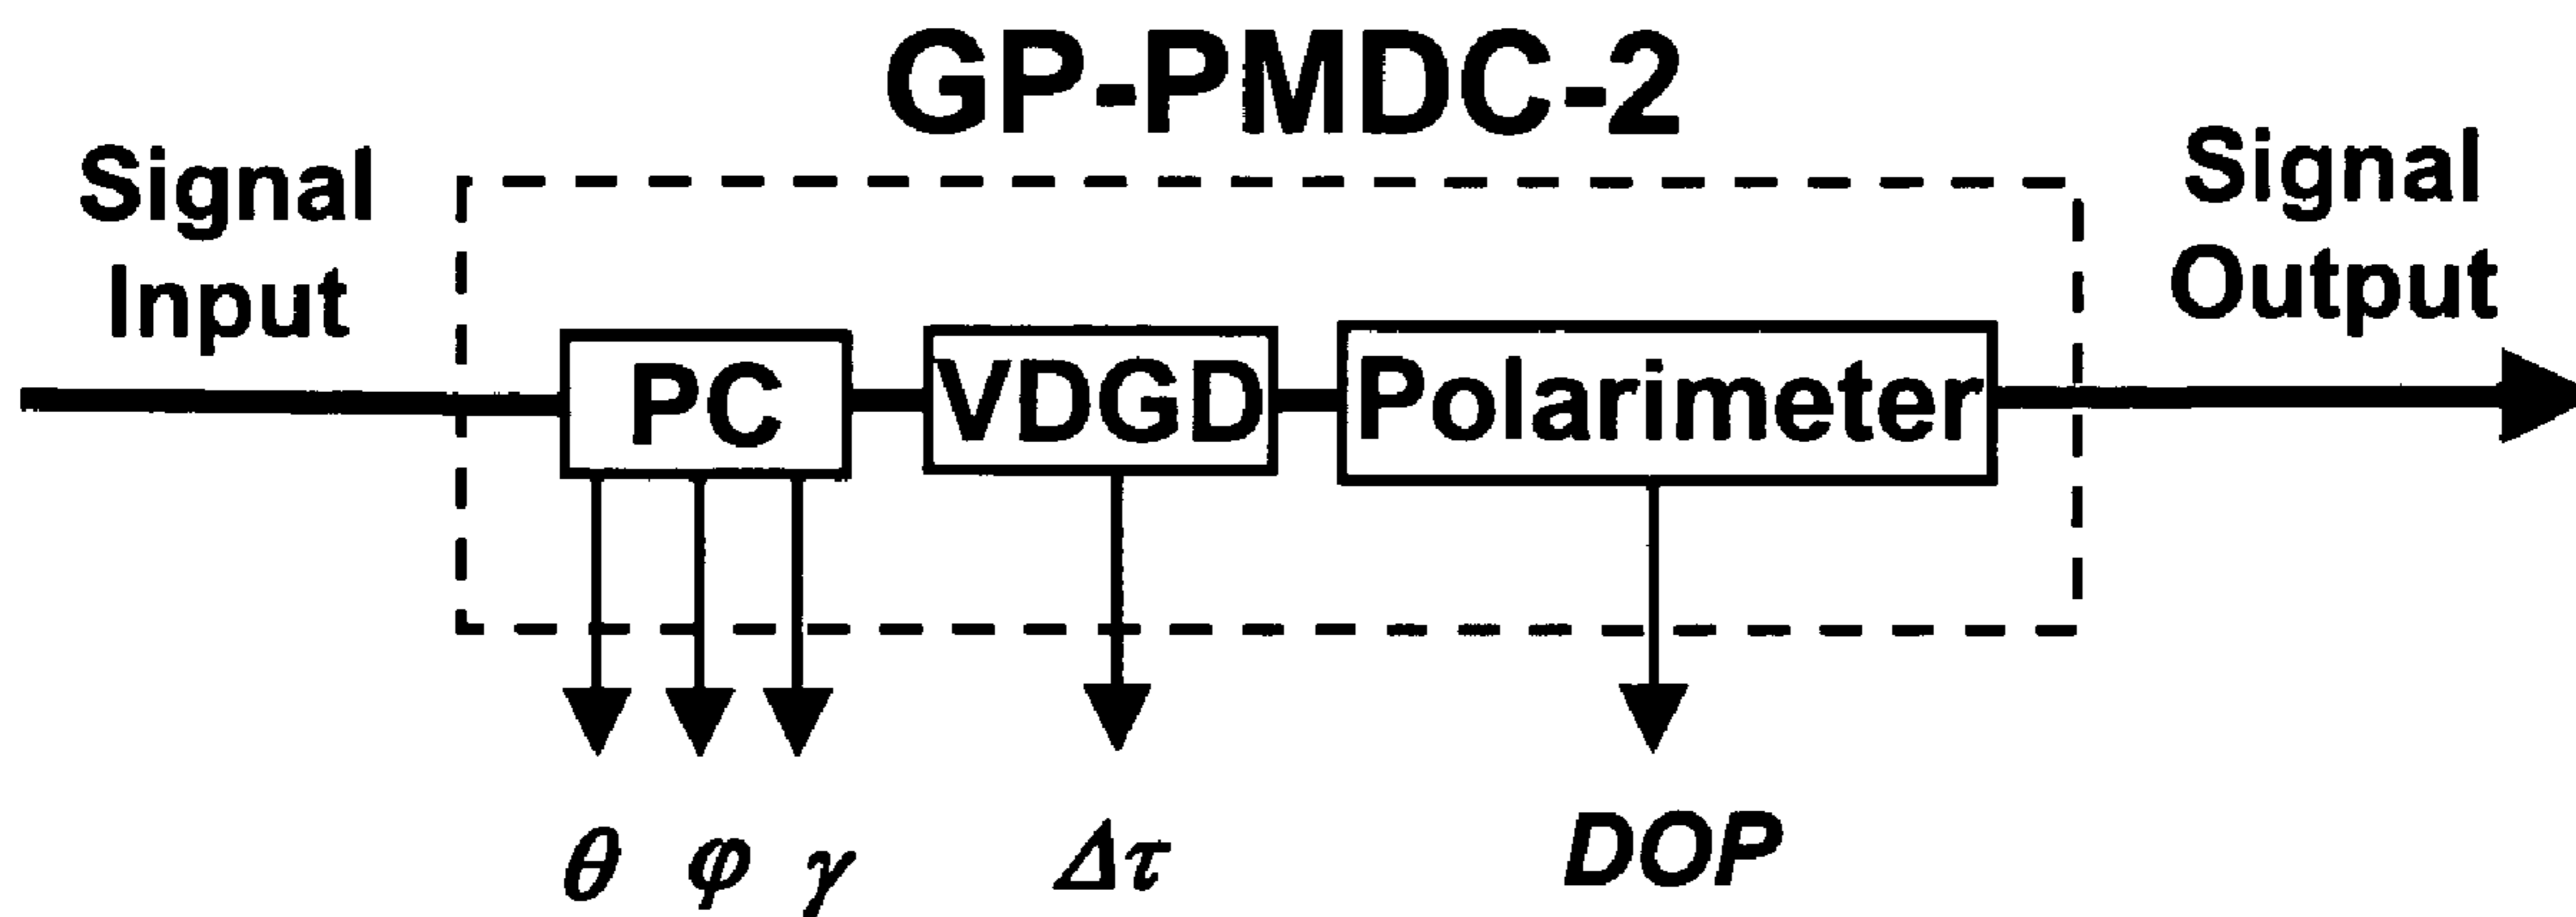 GP-PMDC-2
Signal
Input
Signal
Output
PC
VDGD
Polarimeter
θ φ γ
Δτ
DOP